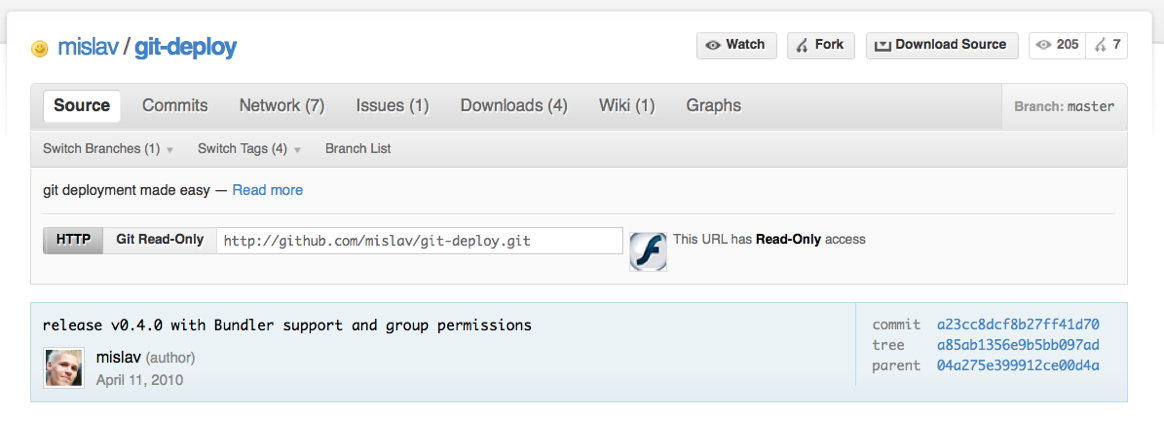 mislav / git-deploy
Watch
Fork
Download Source
205
7
Source
Commits
Network (7)
Issues (1)
Downloads (4)
Wiki (1)
Graphs
Branch: master
Switch Branches (1)
Switch Tags (4)
Branch List
git deployment made easy — Read more
HTTP
Git Read-Only
http://github.com/mislav/git-deploy.git
This URL has Read-Only access
release v0.4.0 with Bundler support and group permissions
mislav (author)
April 11, 2010
commit a23cc8dcf8b27ff41d70
tree a85ab1356e9b5bb097ad
parent 04a275e399912ce00d4a